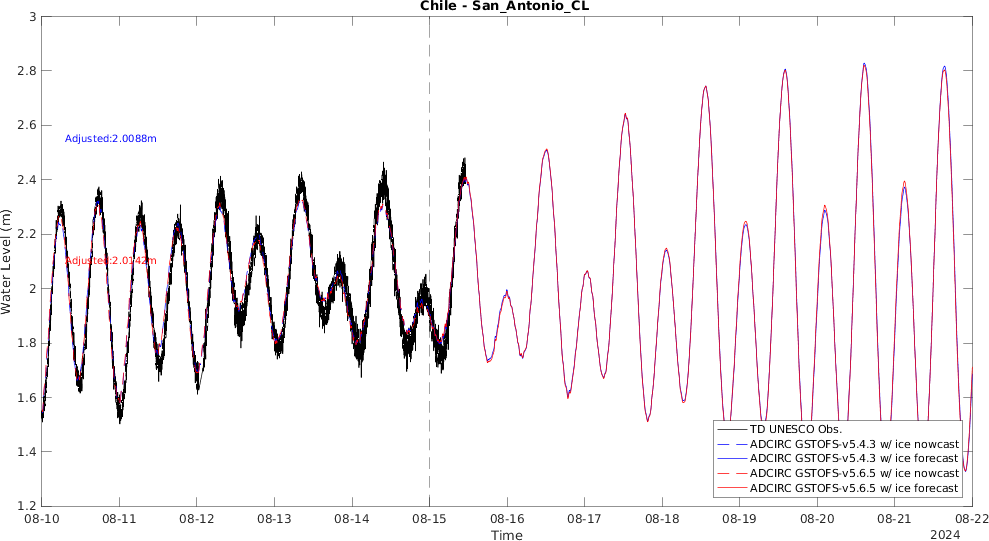 Chile - San_Antonio_CL
3
2.8
2.6
2.4
2.2
2
1.8
1.6
1.4
1.2
Water Level (m)
Adjusted:2.0088m
Adjusted:2.0142m
TD UNESCO Obs.
ADCIRC GSTOFS-v5.4.3 w/ ice nowcast
ADCIRC GSTOFS-v5.4.3 w/ ice forecast
ADCIRC GSTOFS-v5.6.5 w/ ice nowcast
ADCIRC GSTOFS-v5.6.5 w/ ice forecast
08-10 08-11 08-12 08-13 08-14 08-15 08-16 08-17 08-18 08-19 08-20 08-21 08-22
Time
2024